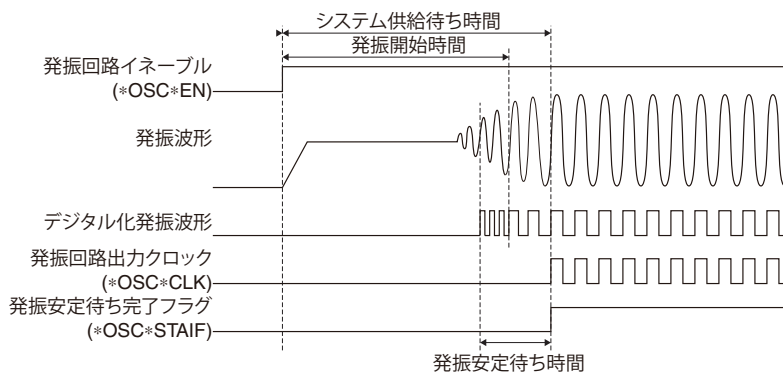 システム供給待ち時間
発振開始時間
発振回路イネーブル
(*OSC*EN)
発振波形
デジタル化発振波形
発振回路出力クロック
(*OSC*CLK)
発振安定待ち完了フラグ
(*OSC*STAIF)
発振安定待ち時間